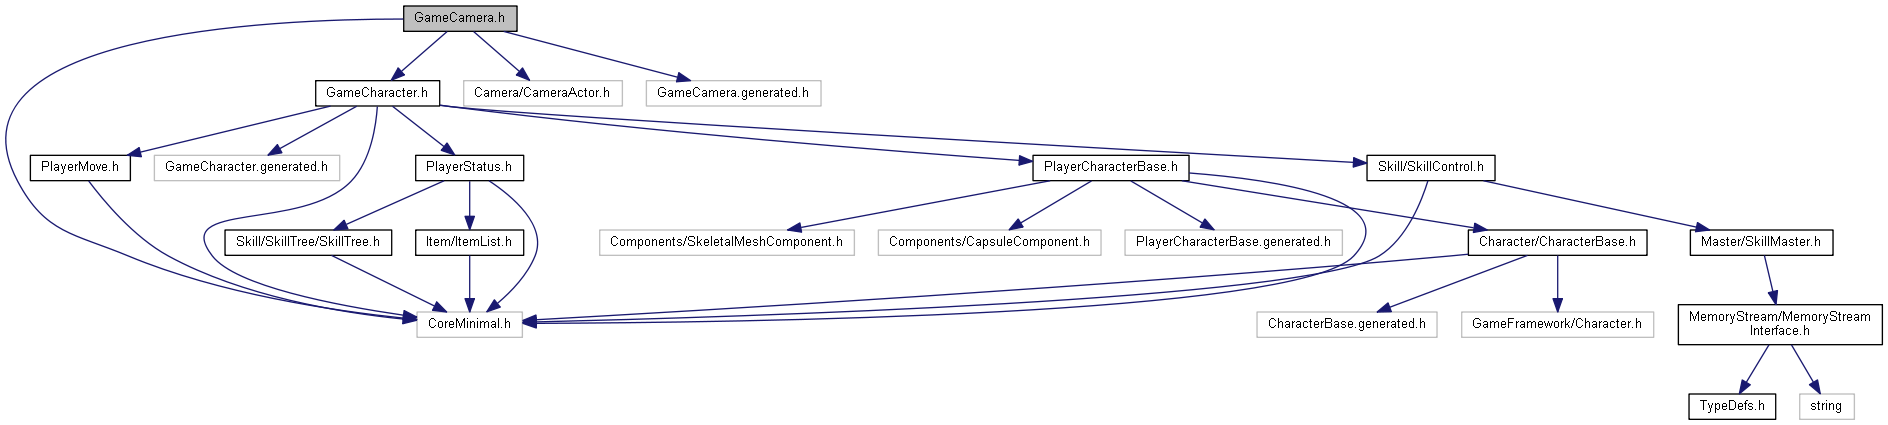 GameCamera.h
GameCharacter.h
Camera/CameraActor.h
GameCamera.generated.h
PlayerMove.h
GameCharacter.generated.h
PlayerStatus.h
PlayerCharacterBase.h
Skill/SkillControl.h
Skill/SkillTree/SkillTree.h
Item/ItemList.h
Components/SkeletalMeshComponent.h
Components/CapsuleComponent.h
PlayerCharacterBase.generated.h
Character/CharacterBase.h
Master/SkillMaster.h
CoreMinimal.h
CharacterBase.generated.h
GameFramework/Character.h
MemoryStream/MemoryStream
Interface.h
TypeDefs.h
string